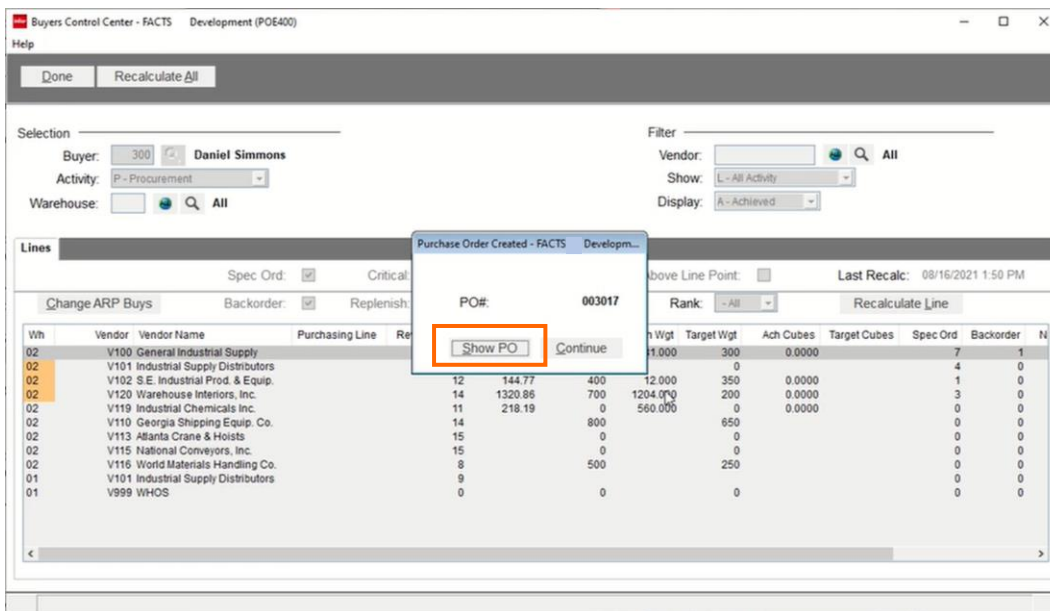 infor Buyers Control Center - FACTS Development (POE400)
Help
Done Recalculate All
Selection Filter
Buyer: 300 Daniel Simmons Vendor: All
Activity: P - Procurement Show: L - All Activity
Warehouse: All Display: A - Achieved
Purchase Order Created - FACTS Developm...
PO#: 003017
Show PO Continue
Lines
Spec Ord: Critical: Above Line Point: Last Recalc: 08/16/2021 1:50 PM
Change ARP Buys Backorder: Replenish: Rank: - All Recalculate Line
Wh Vendor Vendor Name Purchasing Line Re Wgt Target Wgt Ach Cubes Target Cubes Spec Ord Backorder N
02 V100 General Industrial Supply 31.000 300 0.0000 7 1
02 V101 Industrial Supply Distributors 0 4 0
02 V102 S.E. Industrial Prod. & Equip. 12 144.77 400 12.000 350 0.0000 1 0
02 V120 Warehouse Interiors, Inc. 14 1320.86 700 1204.000 200 0.0000 3 0
02 V119 Industrial Chemicals Inc. 11 218.19 0 560.000 0 0.0000 0 0
02 V110 Georgia Shipping Equip. Co. 14 800 650 0 0
02 V113 Atlanta Crane & Hoists 15 0 0 0 0
02 V115 National Conveyors, Inc. 15 0 0 0 0
02 V116 World Materials Handling Co. 8 500 250 0 0
01 V101 Industrial Supply Distributors 9 0 0
01 V999 WHOS 0 0 0 0 0